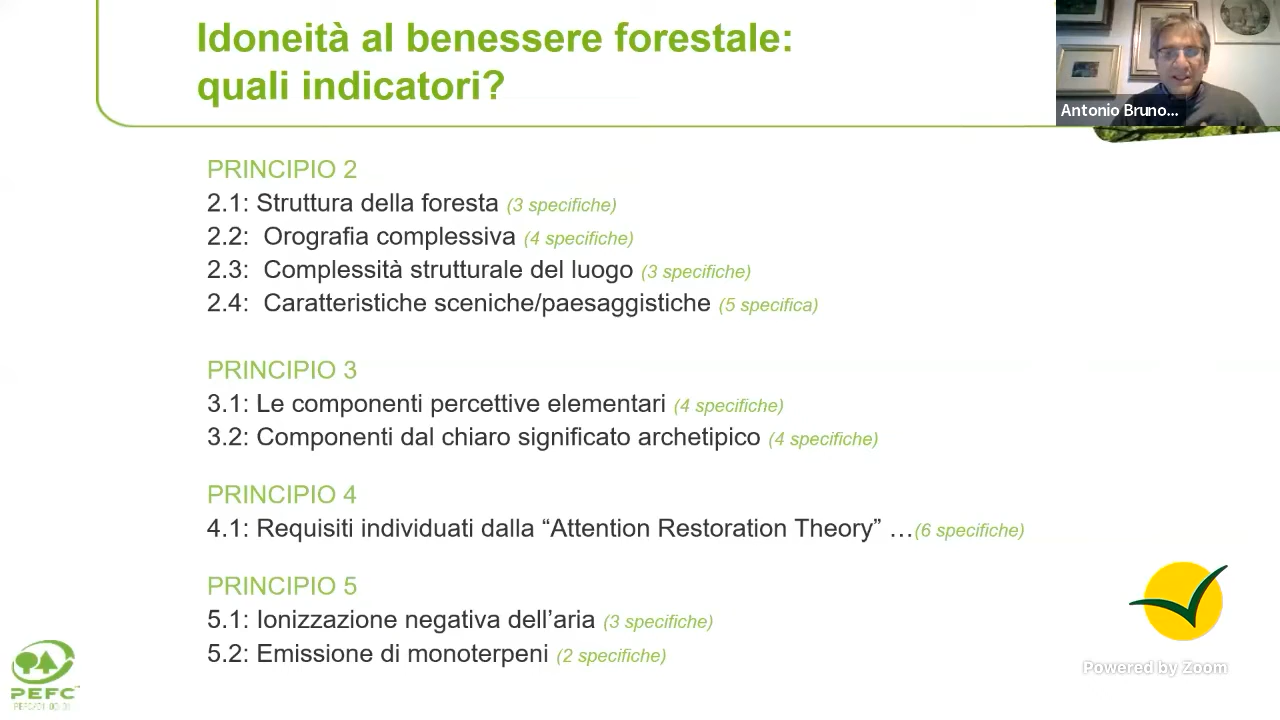 Idoneità al benessere forestale:
quali indicatori?
Antonio Bruno...
PRINCIPIO 2
2.1: Struttura della foresta (3 specifiche)
2.2: Orografia complessiva (4 specifiche)
2.3: Complessità strutturale del luogo (3 specifiche)
2.4: Caratteristiche sceniche/paesaggistiche (5 specifica)
PRINCIPIO 3
3.1: Le componenti percettive elementari (4 specifiche)
3.2: Componenti dal chiaro significato archetipico (4 specifiche)
PRINCIPIO 4
4.1: Requisiti individuati dalla “Attention Restoration Theory” …(6 specifiche)
PRINCIPIO 5
5.1: Ionizzazione negativa dell’aria (3 specifiche)
5.2: Emissione di monoterpeni (2 specifiche)
PEFC
Powered by Zoom